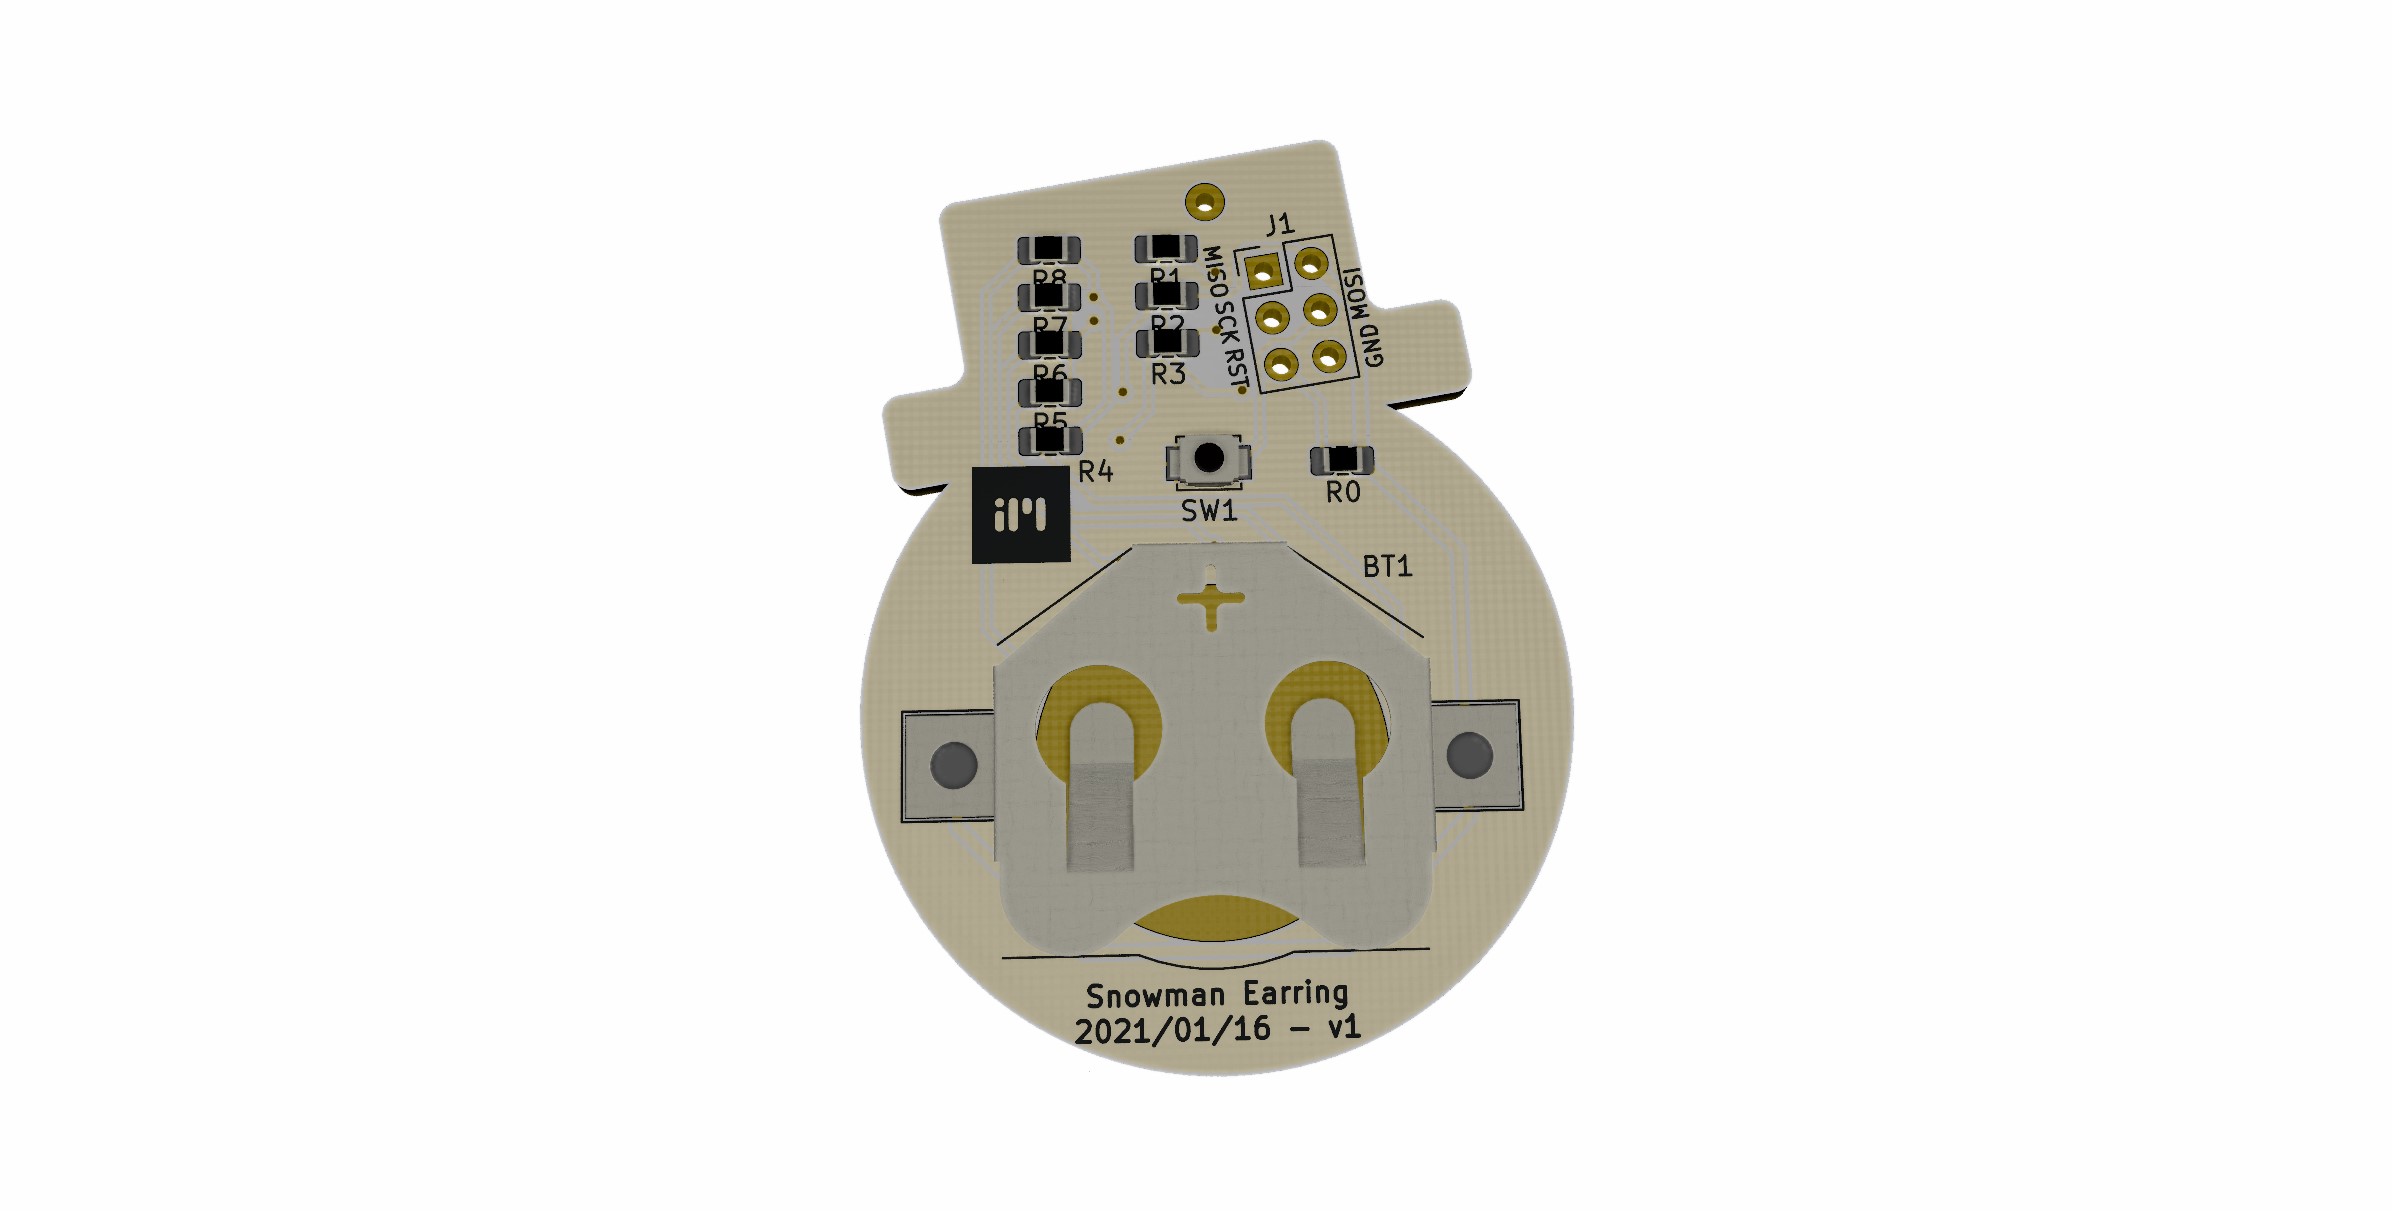 J1
R8
R1
MISO SCK RST
MOSI GND
R7
R2
R6
R3
R5
R4
SW1
R0
iM
BT1
+
Snowman Earring
2021/01/16 - v1